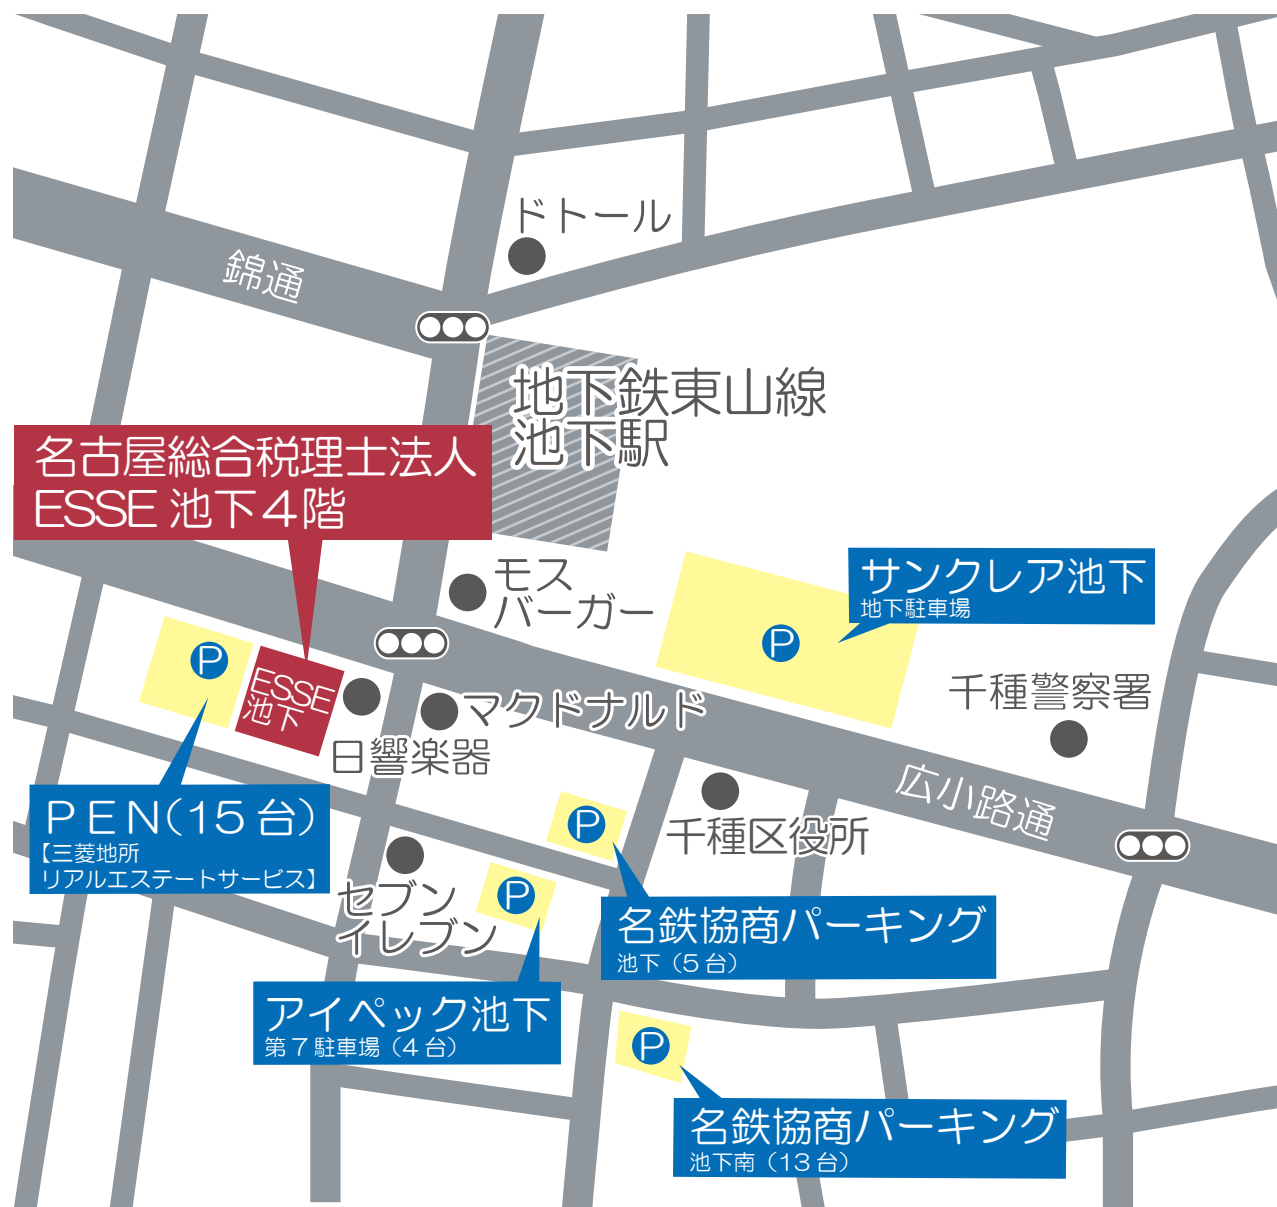 ドトール
錦通
地下鉄東山線
池下駅
名古屋総合税理士法人
ESSE 池下４階
モス
バーガー
サンクレア池下
地下駐車場
P
P
ESSE
池下
マクドナルド
千種警察署
日響楽器
広小路通
ＰＥＮ(15 台)
【三菱地所
リアルエステートサービス】
P
千種区役所
セブン
イレブン
P
名鉄協商パーキング
池下（5 台）
アイペック池下
第７駐車場（4 台）
P
名鉄協商パーキング
池下南（13 台）